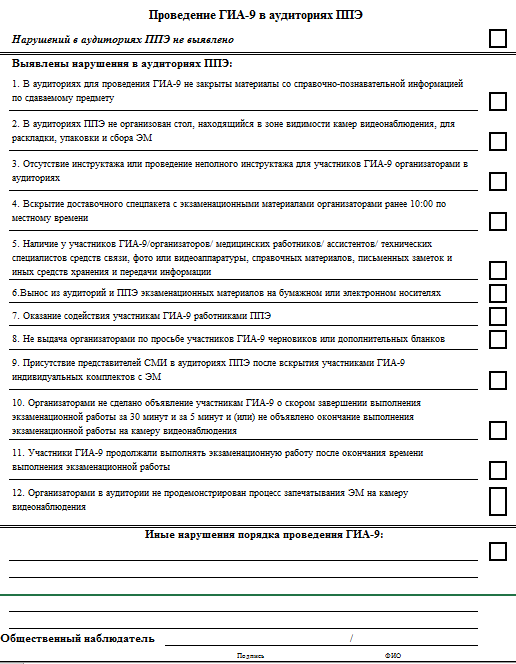 Проведение ГИА-9 в аудиториях ППЭ
Нарушений в аудиториях ППЭ не выявлено
Выявлены нарушения в аудиториях ППЭ:
1. В аудиториях для проведения ГИА-9 не закрыты материалы со справочно-познавательной информацией
по сдаваемому предмету
2. В аудиториях ППЭ не организован стол, находящийся в зоне видимости камер видеонаблюдения, для
раскладки, упаковки и сбора ЭМ
3. Отсутствие инструктажа или проведение неполного инструктажа для участников ГИА-9 организаторами в
аудиториях
4. Вскрытие доставочного спецпакета с экзаменационными материалами организаторами ранее 10:00 по
местному времени
5. Наличие у участников ГИА-9/организаторов/ медицинских работников/ ассистентов/ технических
специалистов средств связи, фото или видеоаппаратуры, справочных материалов, письменных заметок и
иных средств хранения и передачи информации
6.Вынос из аудиторий и ППЭ экзаменационных материалов на бумажном или электронном носителях
7. Оказание содействия участникам ГИА-9 работниками ППЭ
8. Не выдача организаторами по просьбе участников ГИА-9 черновиков или дополнительных бланков
9. Присутствие представителей СМИ в аудиториях ППЭ после вскрытия участниками ГИА-9
индивидуальных комплектов с ЭМ
10. Организаторами не сделано объявление участникам ГИА-9 о скором завершении выполнения
экзаменационной работы за 30 минут и за 5 минут и (или) не объявлено окончание выполнения
экзаменационной работы на камеру видеонаблюдения
11. Участники ГИА-9 продолжали выполнять экзаменационную работу после окончания времени
выполнения экзаменационной работы
12. Организаторами в аудитории не продемонстрирован процесс запечатывания ЭМ на камеру
видеонаблюдения
Иные нарушения порядка проведения ГИА-9:
Общественный наблюдатель /
Подпись ФИО